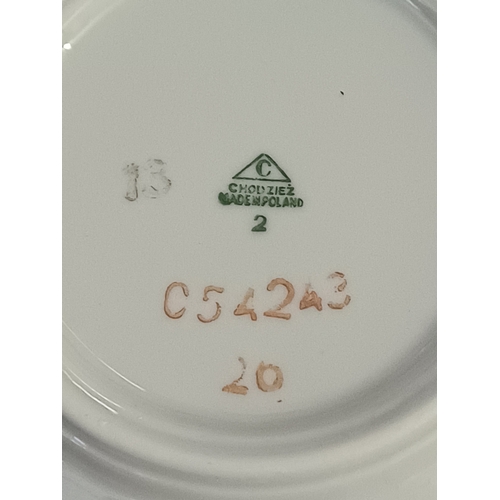 C
13 CHODZIEŻ
MADE IN POLAND
2
C54243
20